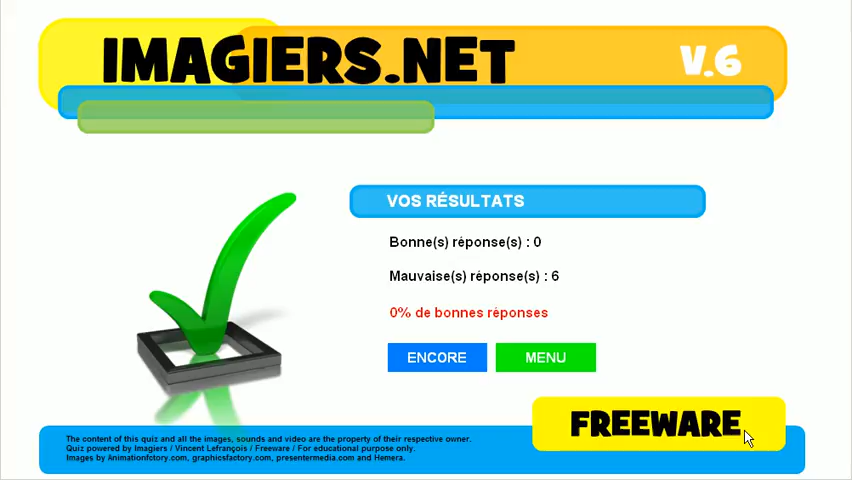 IMAGIERS.NET
V.6
VOS RÉSULTATS
Bonne(s) réponse(s) : 0
Mauvaise(s) réponse(s) : 6
0% de bonnes réponses
ENCORE
MENU
FREEWARE
The content of this quiz and all the images, sounds and video are the property of their respective owner.
Quiz powered by Imagiers / Vincent Lefrançois / Freeware / For educational purpose only.
Images by Animationfctory.com, graphicsfactory.com, presentermedia.com and Hemera.